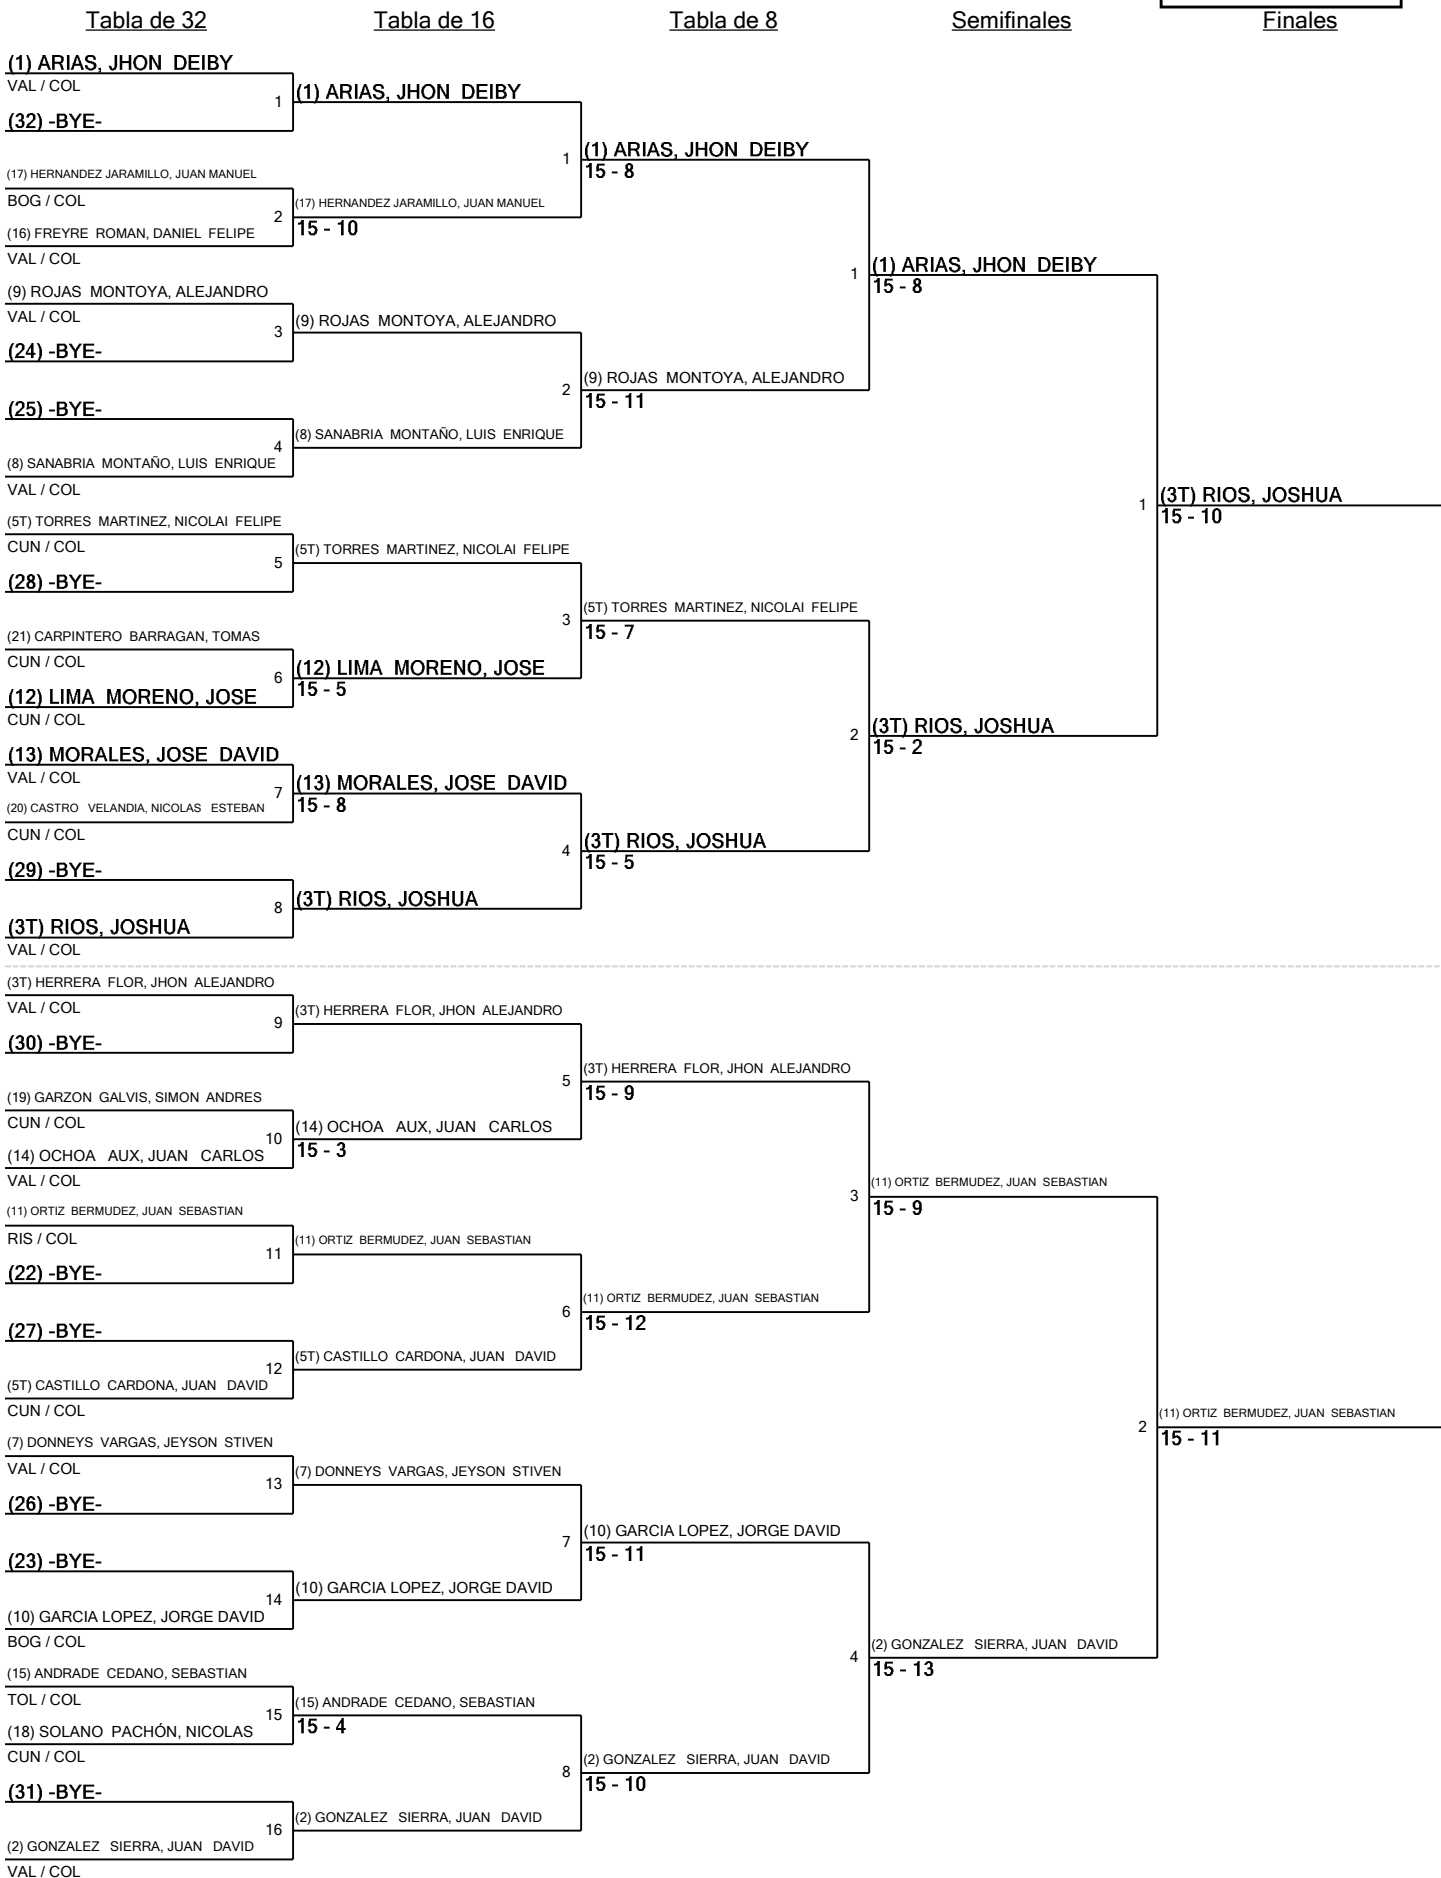 Tabla de 32
Tabla de 16
Tabla de 8
Semifinales
Finales
(1) ARIAS, JHON DEIBY
VAL / COL
1
(32) -BYE-
(17) HERNANDEZ JARAMILLO, JUAN MANUEL
BOG / COL
2
(16) FREYRE ROMAN, DANIEL FELIPE
VAL / COL
(9) ROJAS MONTOYA, ALEJANDRO
VAL / COL
3
(24) -BYE-
(25) -BYE-
4
(8) SANABRIA MONTAÑO, LUIS ENRIQUE
VAL / COL
(5T) TORRES MARTINEZ, NICOLAI FELIPE
CUN / COL
5
(28) -BYE-
(21) CARPINTERO BARRAGAN, TOMAS
CUN / COL
6
(12) LIMA MORENO, JOSE
CUN / COL
(13) MORALES, JOSE DAVID
VAL / COL
7
(20) CASTRO VELANDIA, NICOLAS ESTEBAN
CUN / COL
(29) -BYE-
8
(3T) RIOS, JOSHUA
VAL / COL
(3T) HERRERA FLOR, JHON ALEJANDRO
VAL / COL
9
(30) -BYE-
(19) GARZON GALVIS, SIMON ANDRES
CUN / COL
10
(14) OCHOA AUX, JUAN CARLOS
VAL / COL
(11) ORTIZ BERMUDEZ, JUAN SEBASTIAN
RIS / COL
11
(22) -BYE-
(27) -BYE-
12
(5T) CASTILLO CARDONA, JUAN DAVID
CUN / COL
(7) DONNEYS VARGAS, JEYSON STIVEN
VAL / COL
13
(26) -BYE-
(23) -BYE-
14
(10) GARCIA LOPEZ, JORGE DAVID
BOG / COL
(15) ANDRADE CEDANO, SEBASTIAN
TOL / COL
15
(18) SOLANO PACHÓN, NICOLAS
CUN / COL
(31) -BYE-
16
(2) GONZALEZ SIERRA, JUAN DAVID
VAL / COL
(1) ARIAS, JHON DEIBY
1
(17) HERNANDEZ JARAMILLO, JUAN MANUEL
15 - 10
(9) ROJAS MONTOYA, ALEJANDRO
2
(8) SANABRIA MONTAÑO, LUIS ENRIQUE
(5T) TORRES MARTINEZ, NICOLAI FELIPE
3
(12) LIMA MORENO, JOSE
15 - 5
(13) MORALES, JOSE DAVID
15 - 8
4
(3T) RIOS, JOSHUA
(3T) HERRERA FLOR, JHON ALEJANDRO
5
(14) OCHOA AUX, JUAN CARLOS
15 - 3
(11) ORTIZ BERMUDEZ, JUAN SEBASTIAN
6
(5T) CASTILLO CARDONA, JUAN DAVID
(7) DONNEYS VARGAS, JEYSON STIVEN
7
(10) GARCIA LOPEZ, JORGE DAVID
(15) ANDRADE CEDANO, SEBASTIAN
15 - 4
8
(2) GONZALEZ SIERRA, JUAN DAVID
(1) ARIAS, JHON DEIBY
15 - 8
1
(9) ROJAS MONTOYA, ALEJANDRO
15 - 11
(5T) TORRES MARTINEZ, NICOLAI FELIPE
15 - 7
2
(3T) RIOS, JOSHUA
15 - 5
(3T) HERRERA FLOR, JHON ALEJANDRO
15 - 9
3
(11) ORTIZ BERMUDEZ, JUAN SEBASTIAN
15 - 12
(10) GARCIA LOPEZ, JORGE DAVID
15 - 11
4
(2) GONZALEZ SIERRA, JUAN DAVID
15 - 10
(1) ARIAS, JHON DEIBY
15 - 8
1
(3T) RIOS, JOSHUA
15 - 2
(11) ORTIZ BERMUDEZ, JUAN SEBASTIAN
15 - 9
2
(2) GONZALEZ SIERRA, JUAN DAVID
15 - 13
(3T) RIOS, JOSHUA
15 - 10
(11) ORTIZ BERMUDEZ, JUAN SEBASTIAN
15 - 11